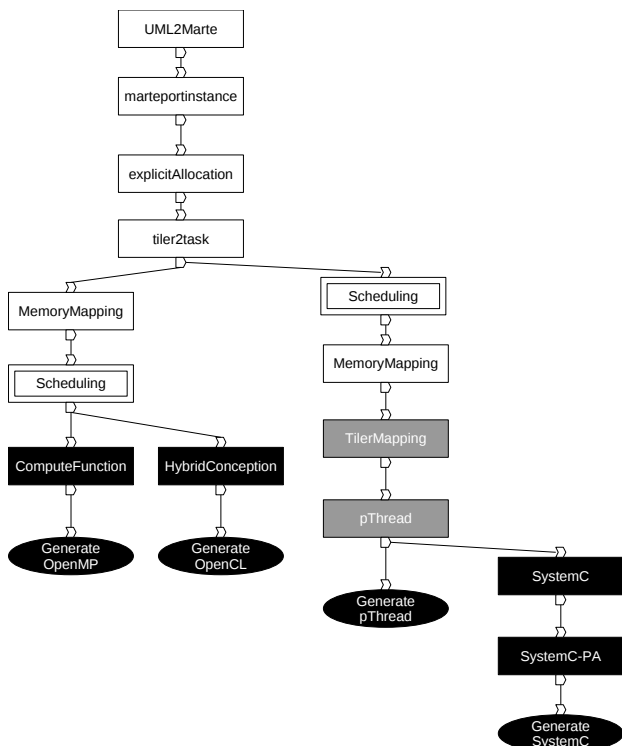 UML2Marte
marteportinstance
explicitAllocation
tiler2task
MemoryMapping
Scheduling
ComputeFunction
HybridConception
Generate
OpenMP
Generate
OpenCL
Scheduling
MemoryMapping
TilerMapping
pThread
Generate
pThread
SystemC
SystemC-PA
Generate
SystemC